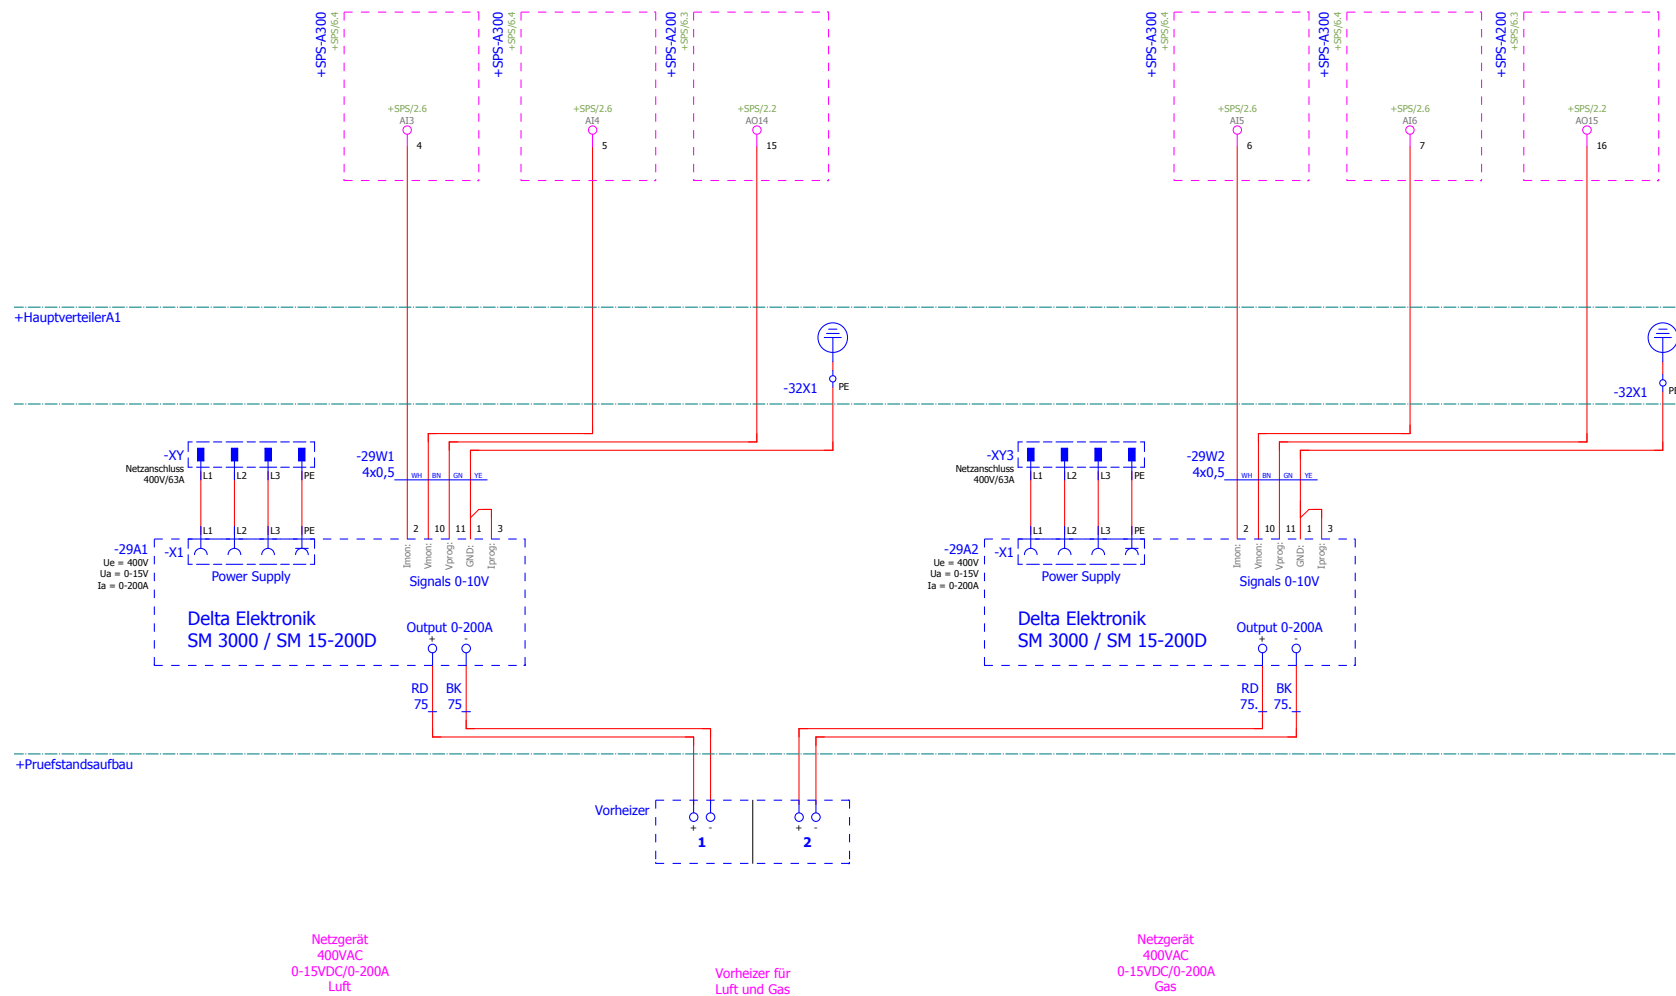 +SPS-A300
+SPS/6.4
+SPS-A300
+SPS/6.4
+SPS-A200
+SPS/6.3
+SPS-A300
+SPS/6.4
+SPS-A300
+SPS/6.4
+SPS-A200
+SPS/6.3
+SPS/2.6
AI3
4
+SPS/2.6
AI4
5
+SPS/2.2
AO14
15
+SPS/2.6
AI5
6
+SPS/2.6
AI6
7
+SPS/2.2
AO15
16
+HauptverteilerA1
-32X1
PE
-32X1
PE
-XY
Netzanschluss
400V/63A
L1 L2 L3 PE
-29W1
4x0,5
WH BN GN YE
L1 L2 L3 PE
2 10 11 1 3
-29A1
Ue = 400V
Ua = 0-15V
Ia = 0-200A
-X1
Power Supply
Imon:
Vmon:
Vprog:
GND:
Iprog:
Signals 0-10V
Delta Elektronik
SM 3000 / SM 15-200D
Output 0-200A
+ -
RD
75
BK
75
-XY3
Netzanschluss
400V/63A
L1 L2 L3 PE
-29W2
4x0,5
WH BN GN YE
L1 L2 L3 PE
2 10 11 1 3
-29A2
Ue = 400V
Ua = 0-15V
Ia = 0-200A
-X1
Power Supply
Imon:
Vmon:
Vprog:
GND:
Iprog:
Signals 0-10V
Delta Elektronik
SM 3000 / SM 15-200D
Output 0-200A
+ -
RD
75.
BK
75.
+Pruefstandsaufbau
Vorheizer
+ -
1
+ -
2
Netzgerät
400VAC
0-15VDC/0-200A
Luft
Vorheizer für
Luft und Gas
Netzgerät
400VAC
0-15VDC/0-200A
Gas